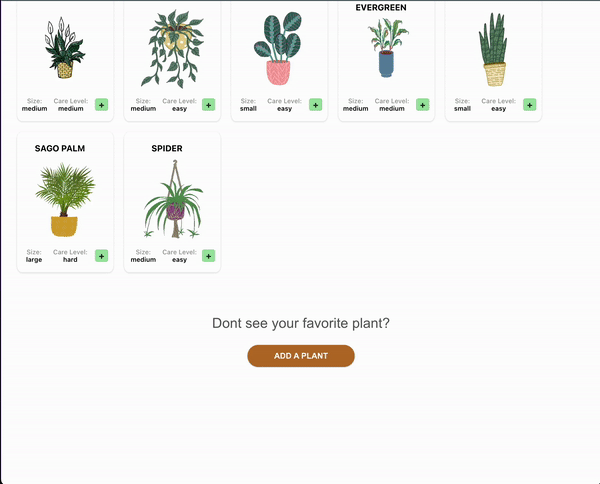 EVERGREEN
Size: Care Level: +
medium medium
Size: Care Level: +
medium easy
Size: Care Level: +
small easy
Size: Care Level: +
medium medium
Size: Care Level: +
small easy
SAGO PALM
Size: Care Level: +
large hard
SPIDER
Size: Care Level: +
medium easy
Dont see your favorite plant?
ADD A PLANT